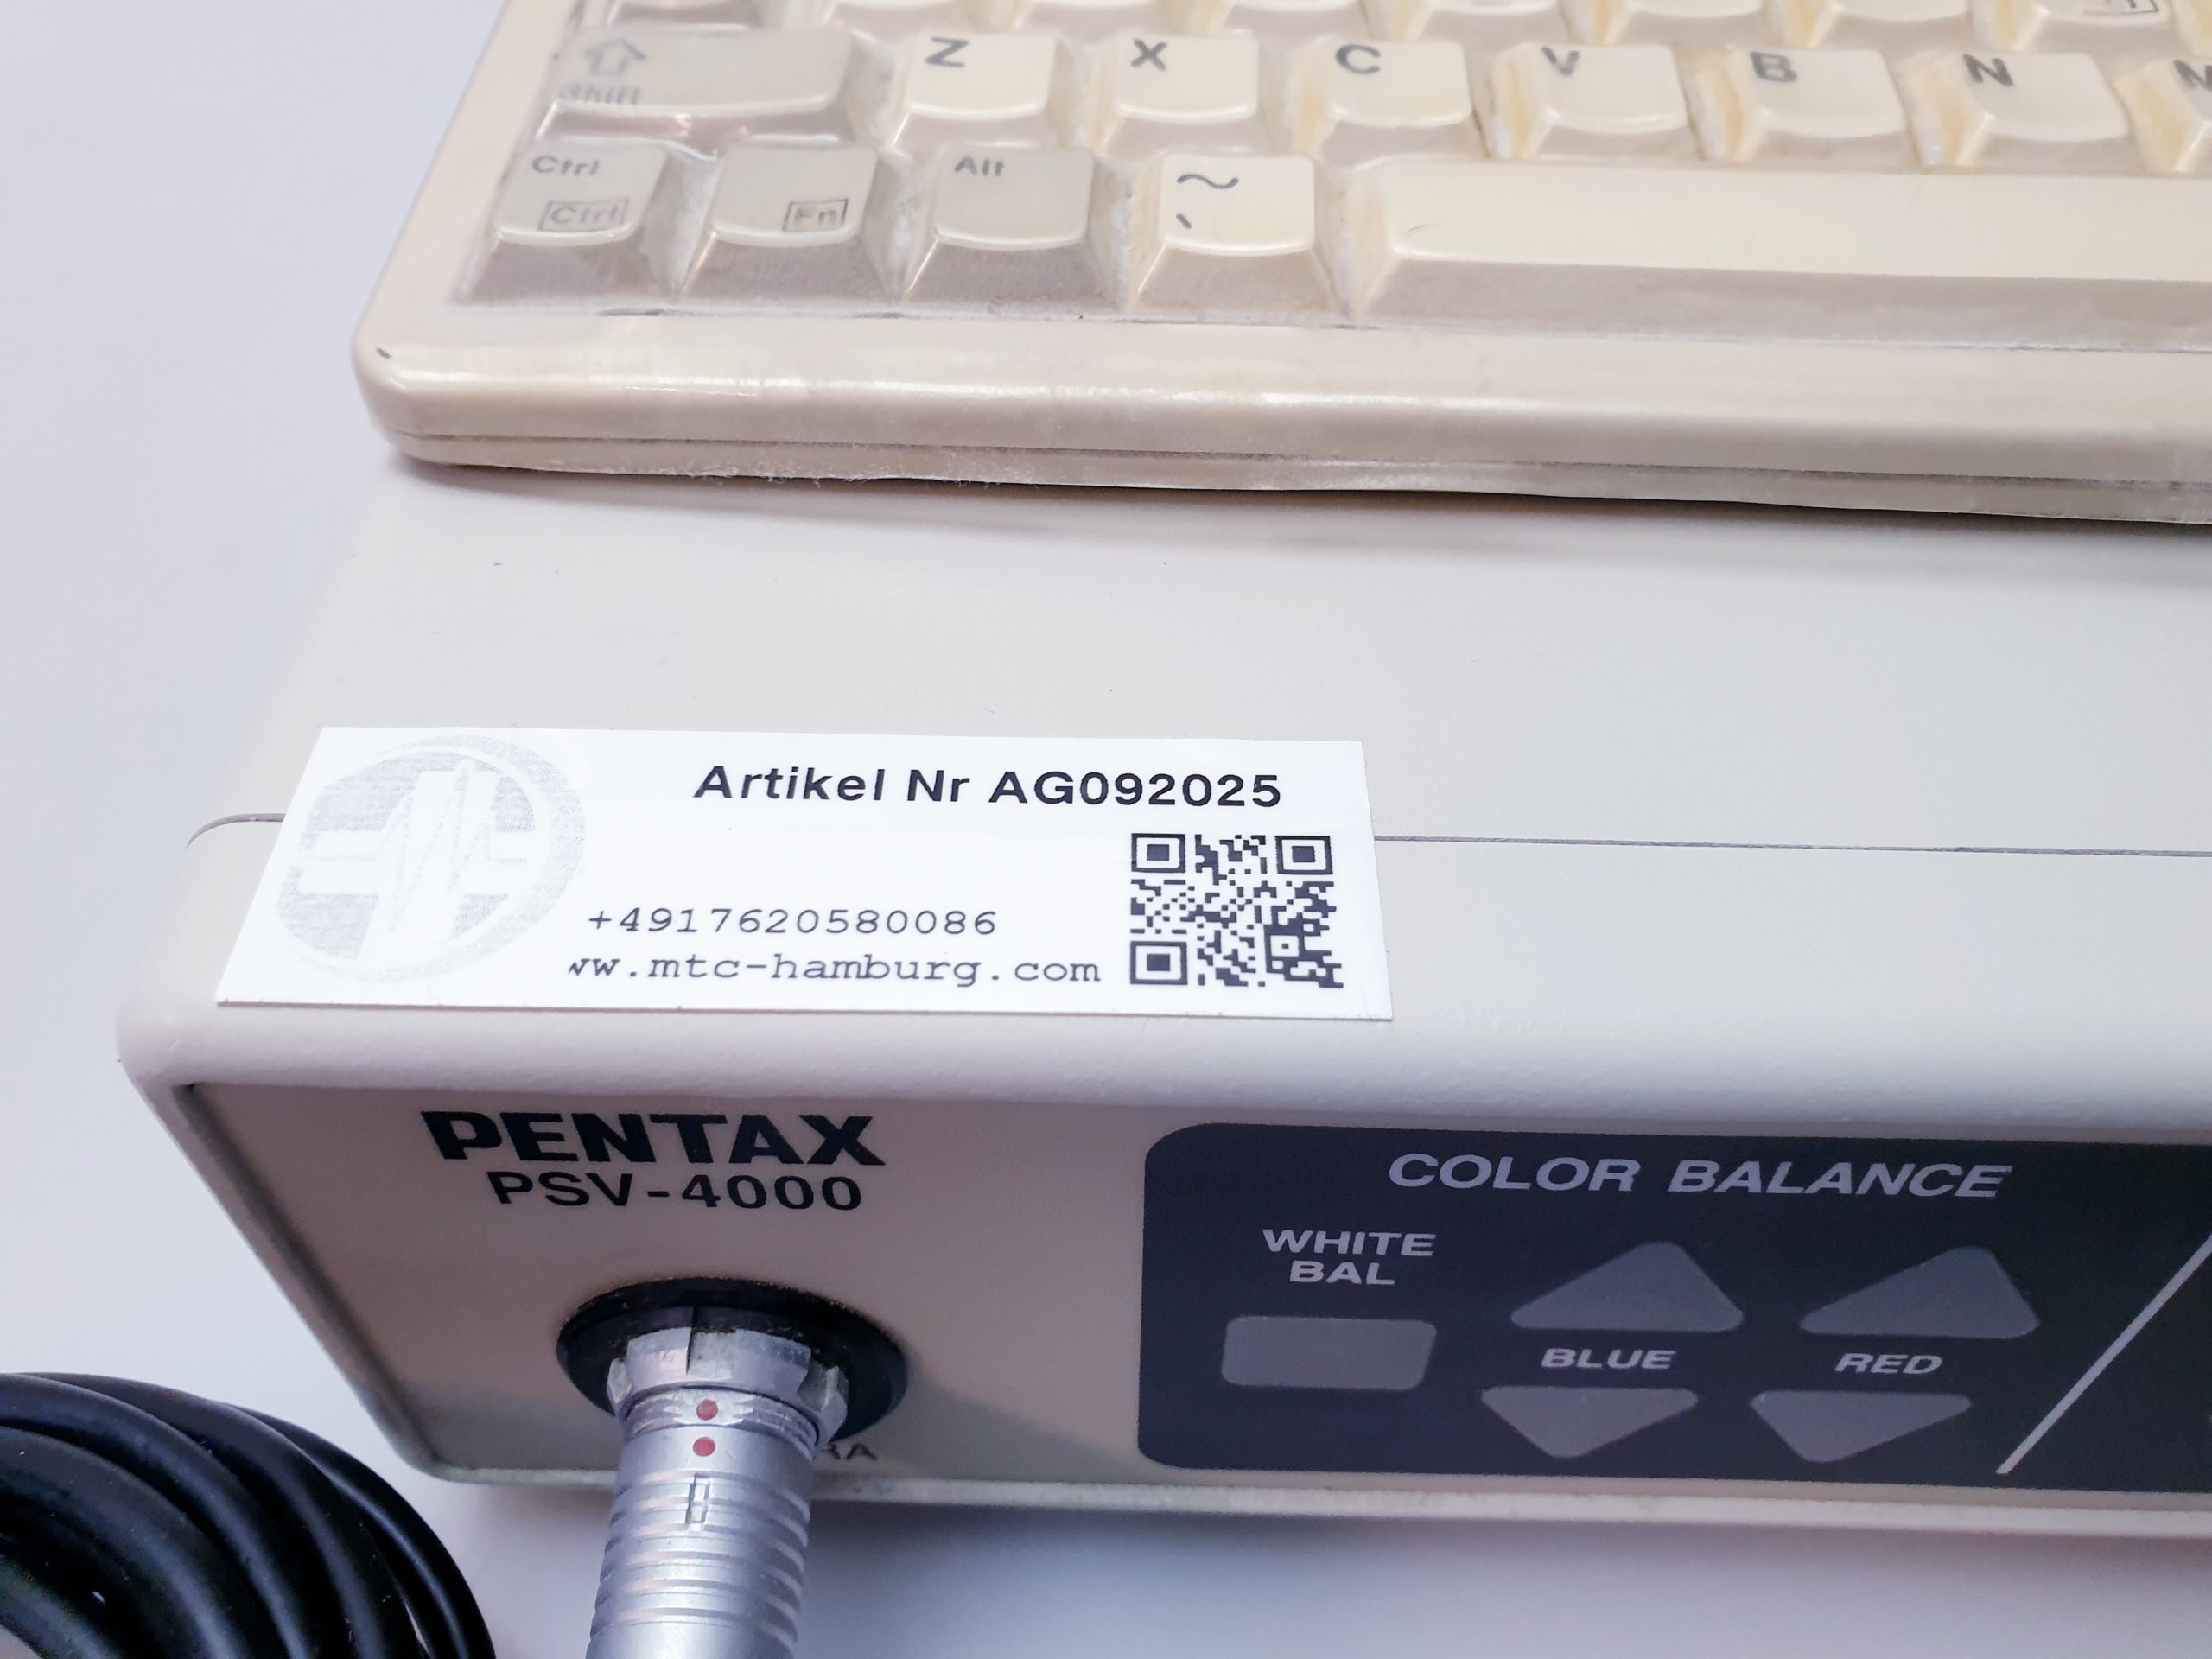 Shift
Z X C V B N M
Ctrl
Ctrl
Fn
Alt
~
`
Artikel Nr AG092025
+4917620580086
ww.mtc-hamburg.com
PENTAX
PSV-4000
RA
COLOR BALANCE
WHITE
BAL
BLUE
RED